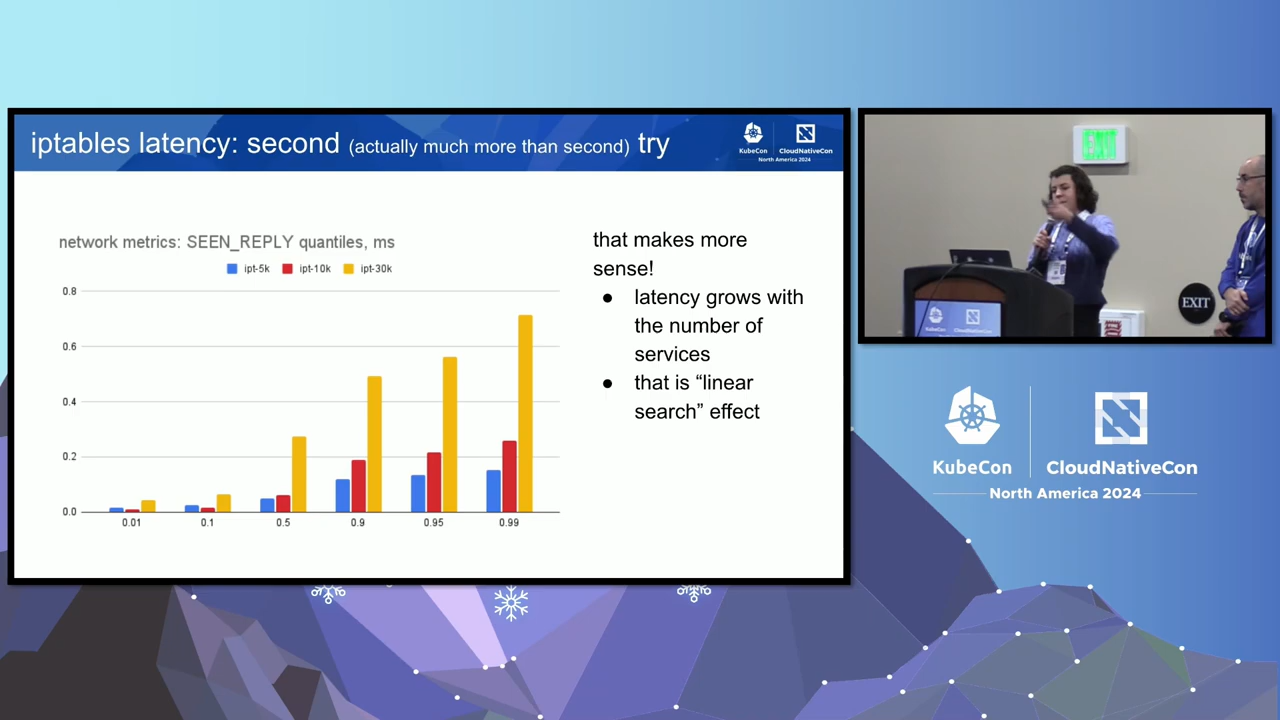 iptables latency: second (actually much more than second) try
KubeCon
CloudNativeCon
North America 2024
network metrics: SEEN_REPLY quantiles, ms
ipt-5k
ipt-10k
ipt-30k
0.8
0.6
0.4
0.2
0.0
0.01
0.1
0.5
0.9
0.95
0.99
that makes more
sense!
● latency grows with
the number of
services
● that is “linear
search” effect
EXIT
EXIT
KubeCon
CloudNativeCon
North America 2024